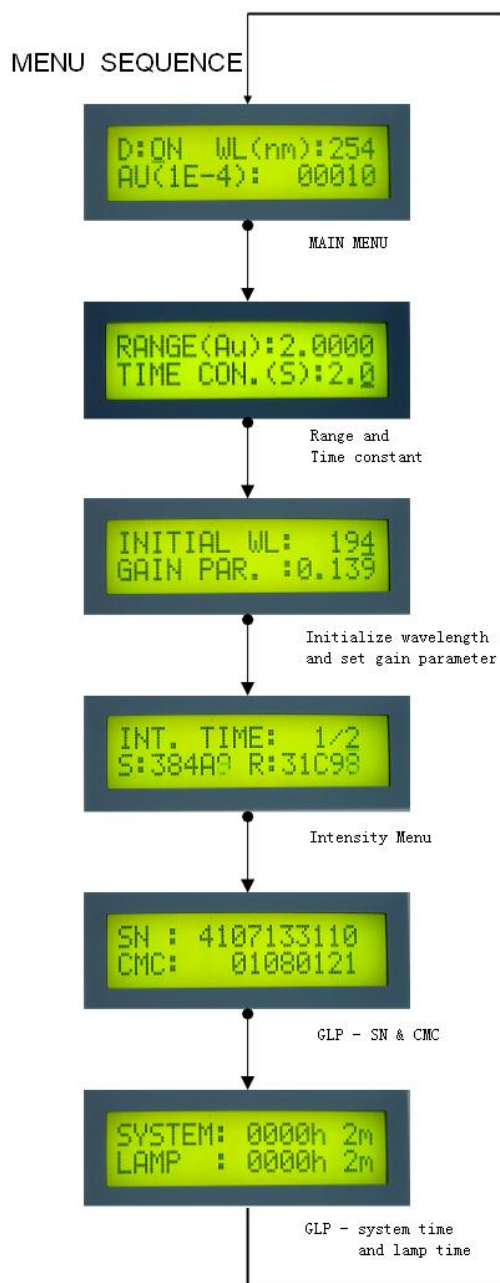 MENU SEQUENCE
D:ON WL(nm):254
AU(1E-4): 00010
MAIN MENU
RANGE(Au):2.0000
TIME CON.(S):2.0
Range and
Time constant
INITIAL WL: 194
GAIN PAR. :0.139
Initialize wavelength
and set gain parameter
INT. TIME: 1/2
S:384A9 R:31C98
Intensity Menu
SN : 4107133110
CMC: 01080121
GLP - SN & CMC
SYSTEM: 0000h 2m
LAMP : 0000h 2m
GLP - system time
and lamp time